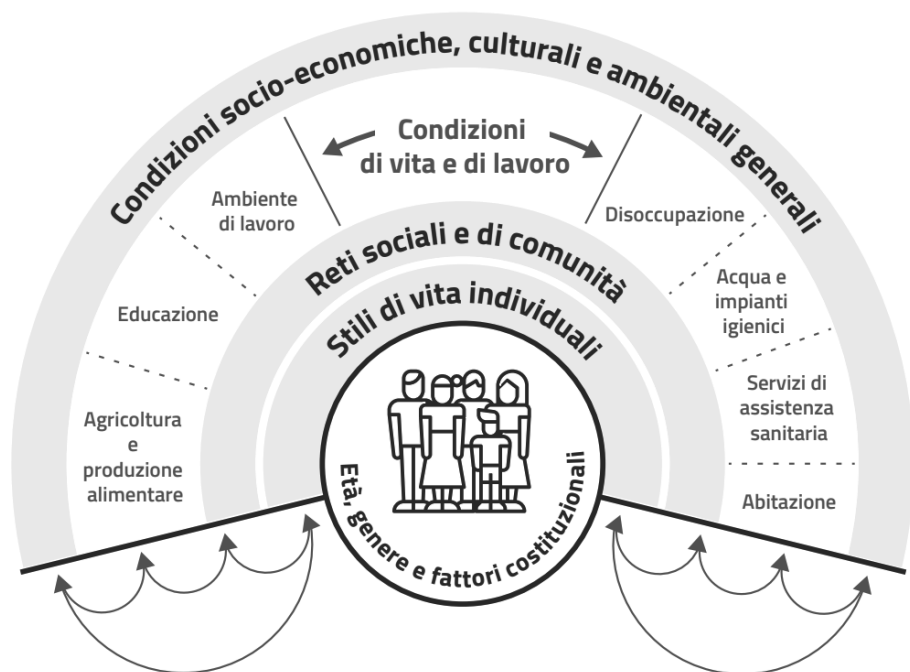 Condizioni socio-economiche, culturali e ambientali generali
Condizioni
di vita e di lavoro
Ambiente
di lavoro
Disoccupazione
Reti sociali e di comunità
Acqua e
impianti
igienici
Educazione
Stili di vita individuali
Servizi di
assistenza
sanitaria
Agricoltura
e
produzione
alimentare
Abitazione
Età, genere e fattori costituzionali